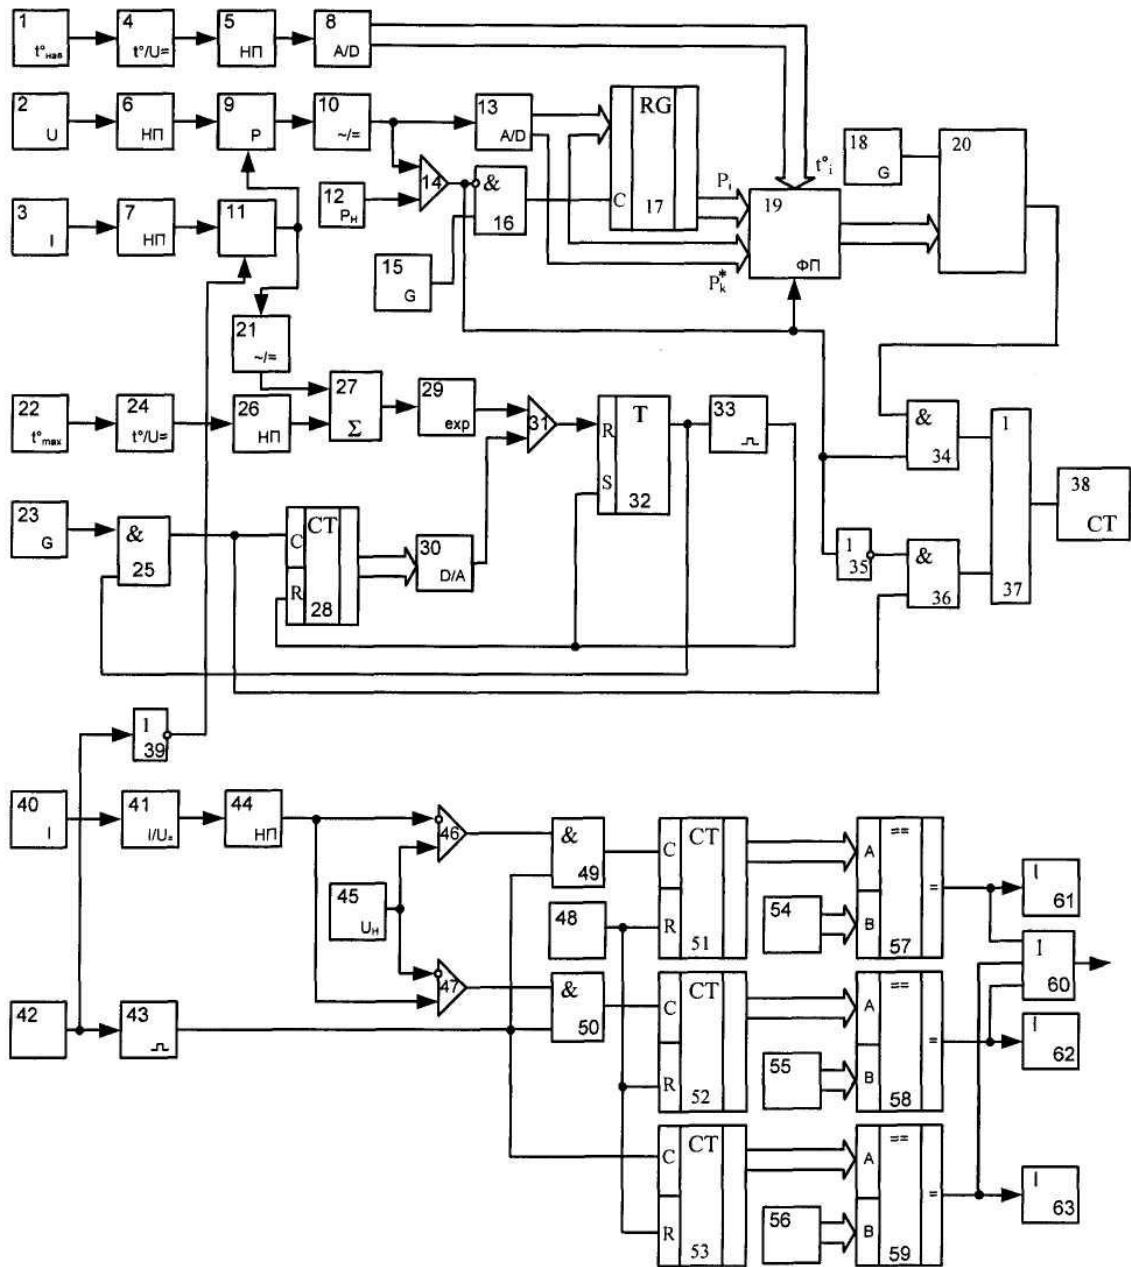 1
t°наб
4
t°/U=
5
НП
8
A/D
2
U
6
НП
9
P
10
~/=
13
A/D
RG
C
17
14
12
Pн
&
16
15
G
3
I
7
НП
11
Pi
t°i
Pk*
19
ФП
18
G
20
21
~/=
22
t°max
24
t°/U=
26
НП
27
Σ
29
exp
31
T
R
S
32
33
&
34
1
37
38
CT
23
G
&
25
CT
C
R
28
30
D/A
1
35
&
36
1
39
40
I
41
I/U=
44
НП
46
45
Uн
47
42
43
&
49
48
&
50
CT
C
R
51
54
==
A
B
=
57
I
61
1
60
CT
C
R
52
55
==
A
B
=
58
I
62
CT
C
R
53
56
==
A
B
=
59
I
63